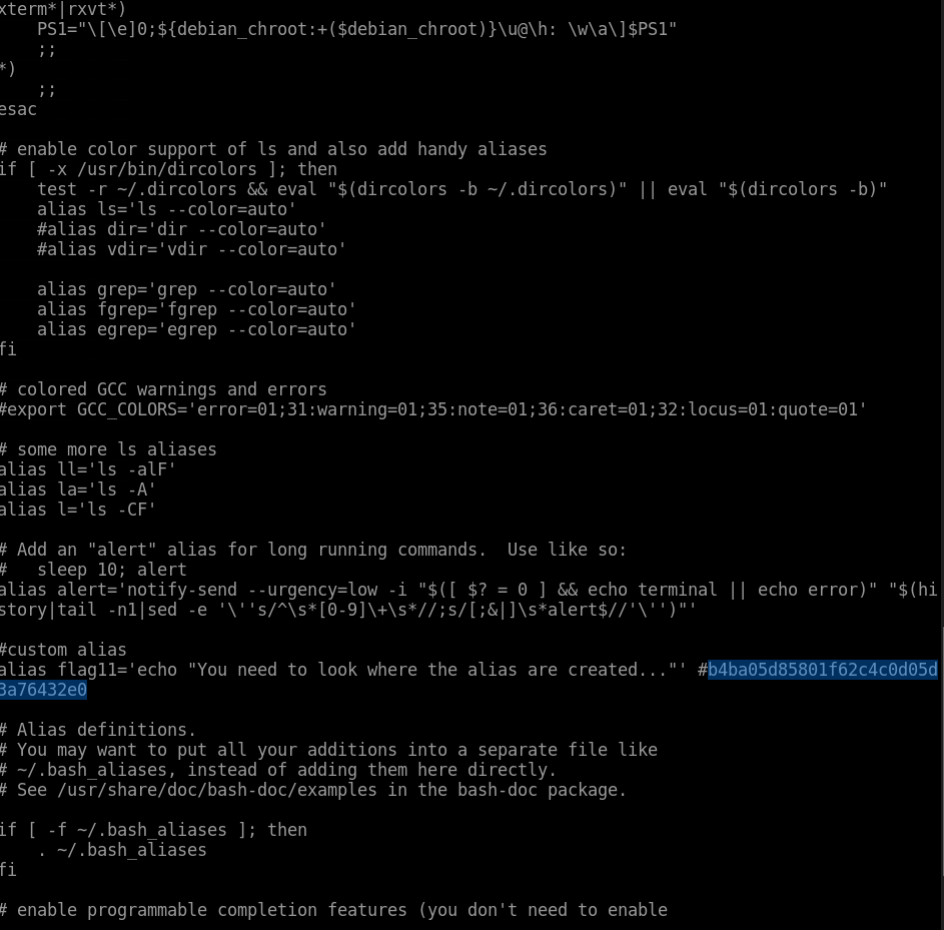 xterm*|rxvt*)
    PS1="\[\e]0;${debian_chroot:+($debian_chroot)}\u@\h: \w\a\]$PS1"
    ;;
*)
    ;;
esac

# enable color support of ls and also add handy aliases
if [ -x /usr/bin/dircolors ]; then
    test -r ~/.dircolors && eval "$(dircolors -b ~/.dircolors)" || eval "$(dircolors -b)"
    alias ls='ls --color=auto'
    #alias dir='dir --color=auto'
    #alias vdir='vdir --color=auto'

    alias grep='grep --color=auto'
    alias fgrep='fgrep --color=auto'
    alias egrep='egrep --color=auto'
fi

# colored GCC warnings and errors
#export GCC_COLORS='error=01;31:warning=01;35:note=01;36:caret=01;32:locus=01:quote=01'

# some more ls aliases
alias ll='ls -alF'
alias la='ls -A'
alias l='ls -CF'

# Add an "alert" alias for long running commands.  Use like so:
#   sleep 10; alert
alias alert='notify-send --urgency=low -i "$([ $? = 0 ] && echo terminal || echo error)" "$(hi
story|tail -n1|sed -e '\''s/^\s*[0-9]\+\s*//;s/[;&|]\s*alert$//'\'')"'

#custom alias
alias flag11='echo "You need to look where the alias are created..."' #b4ba05d85801f62c4c0d05d
3a76432e0

# Alias definitions.
# You may want to put all your additions into a separate file like
# ~/.bash_aliases, instead of adding them here directly.
# See /usr/share/doc/bash-doc/examples in the bash-doc package.

if [ -f ~/.bash_aliases ]; then
    . ~/.bash_aliases
fi

# enable programmable completion features (you don't need to enable